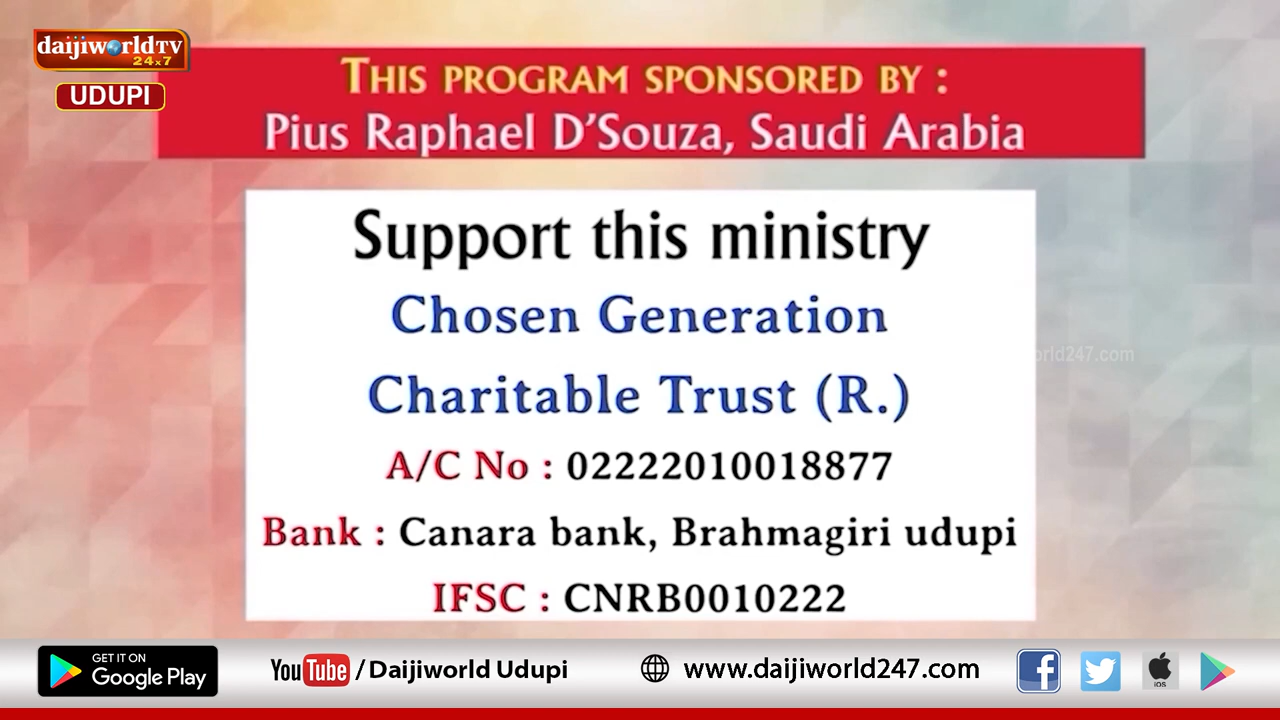 daijiworldTV
24x7
UDUPI
THIS PROGRAM SPONSORED BY :
Pius Raphael D'Souza, Saudi Arabia
Support this ministry
Chosen Generation
Charitable Trust (R.)
orld247.com
A/C No : 02222010018877
Bank : Canara bank, Brahmagiri udupi
IFSC : CNRB0010222
GET IT ON
Google Play
YouTube /Daijiworld Udupi
www.daijiworld247.com
iOS